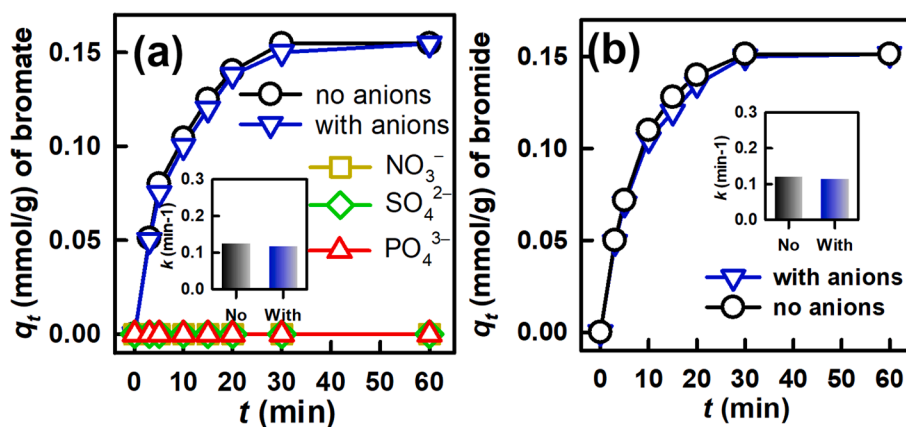 (a)
q_t (mmol/g) of bromate
0.15
0.10
0.05
0.00
no anions
with anions
NO₃⁻
SO₄²⁻
PO₄³⁻
k (min-1)
0.3
0.2
0.1
0.0
No With
0 10 20 30 40 50 60
t (min)
(b)
q_t (mmol/g) of bromide
0.15
0.10
0.05
0.00
k (min-1)
0.3
0.2
0.1
0.0
No With
with anions
no anions
0 10 20 30 40 50 60
t (min)